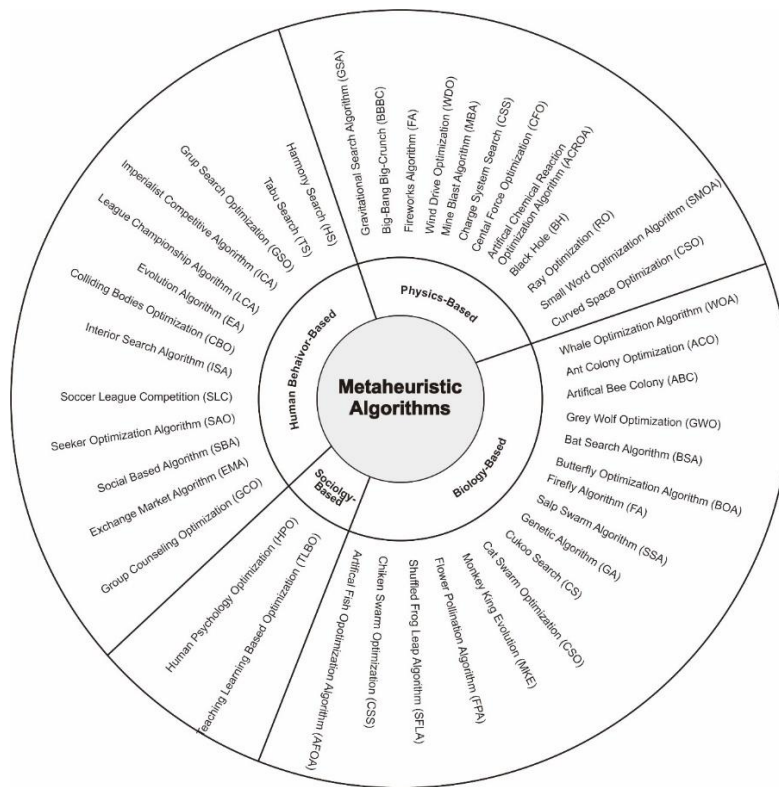 Metaheuristic
Algorithms
Physics-Based
Gravitational Search Algorithm (GSA)
Big-Bang Big-Crunch (BBBC)
Fireworks Algorithm (FA)
Wind Drive Optimization (WDO)
Mine Blast Algorithm (MBA)
Charge System Search (CSS)
Cental Force Optimization (CFO)
Artifical Chemical Reaction
Optimization Algorithm (ACROA)
Black Hole (BH)
Ray Optimization (RO)
Small Word Optimization Algorithm (SMOA)
Curved Space Optimization (CSO)
Biology-Based
Whale Optimization Algorithm (WOA)
Ant Colony Optimization (ACO)
Artifical Bee Colony (ABC)
Grey Wolf Optimization (GWO)
Bat Search Algorithm (BSA)
Butterfly Optimization Algorithm (BOA)
Firefly Algorithm (FA)
Salp Swarm Algorithm (SSA)
Genetic Algorithm (GA)
Cukoo Search (CS)
Cat Swarm Optimization (CSO)
Monkey King Evolution (MKE)
Flower Pollination Algorithm (FPA)
Shuffled Frog Leap Algorithm (SFLA)
Chiken Swarm Optimization (CSS)
Artifical Fish Opotimization Algorithm (AFOA)
Sociolgy-
Based
Teaching Learning Based Optimization (TLBO)
Human Psychology Optimization (HPO)
Human Behaivor-Based
Group Counseling Optimization (GCO)
Exchange Market Algorithm (EMA)
Social Based Algorithm (SBA)
Seeker Optimization Algorithm (SAO)
Soccer League Competition (SLC)
Interior Search Algorithm (ISA)
Colliding Bodies Optimization (CBO)
Evolution Algorithm (EA)
League Championship Algorithm (LCA)
Imperialist Competitive Algorithm (ICA)
Grup Search Optimization (GSO)
Tabu Search (TS)
Harmony Search (HS)